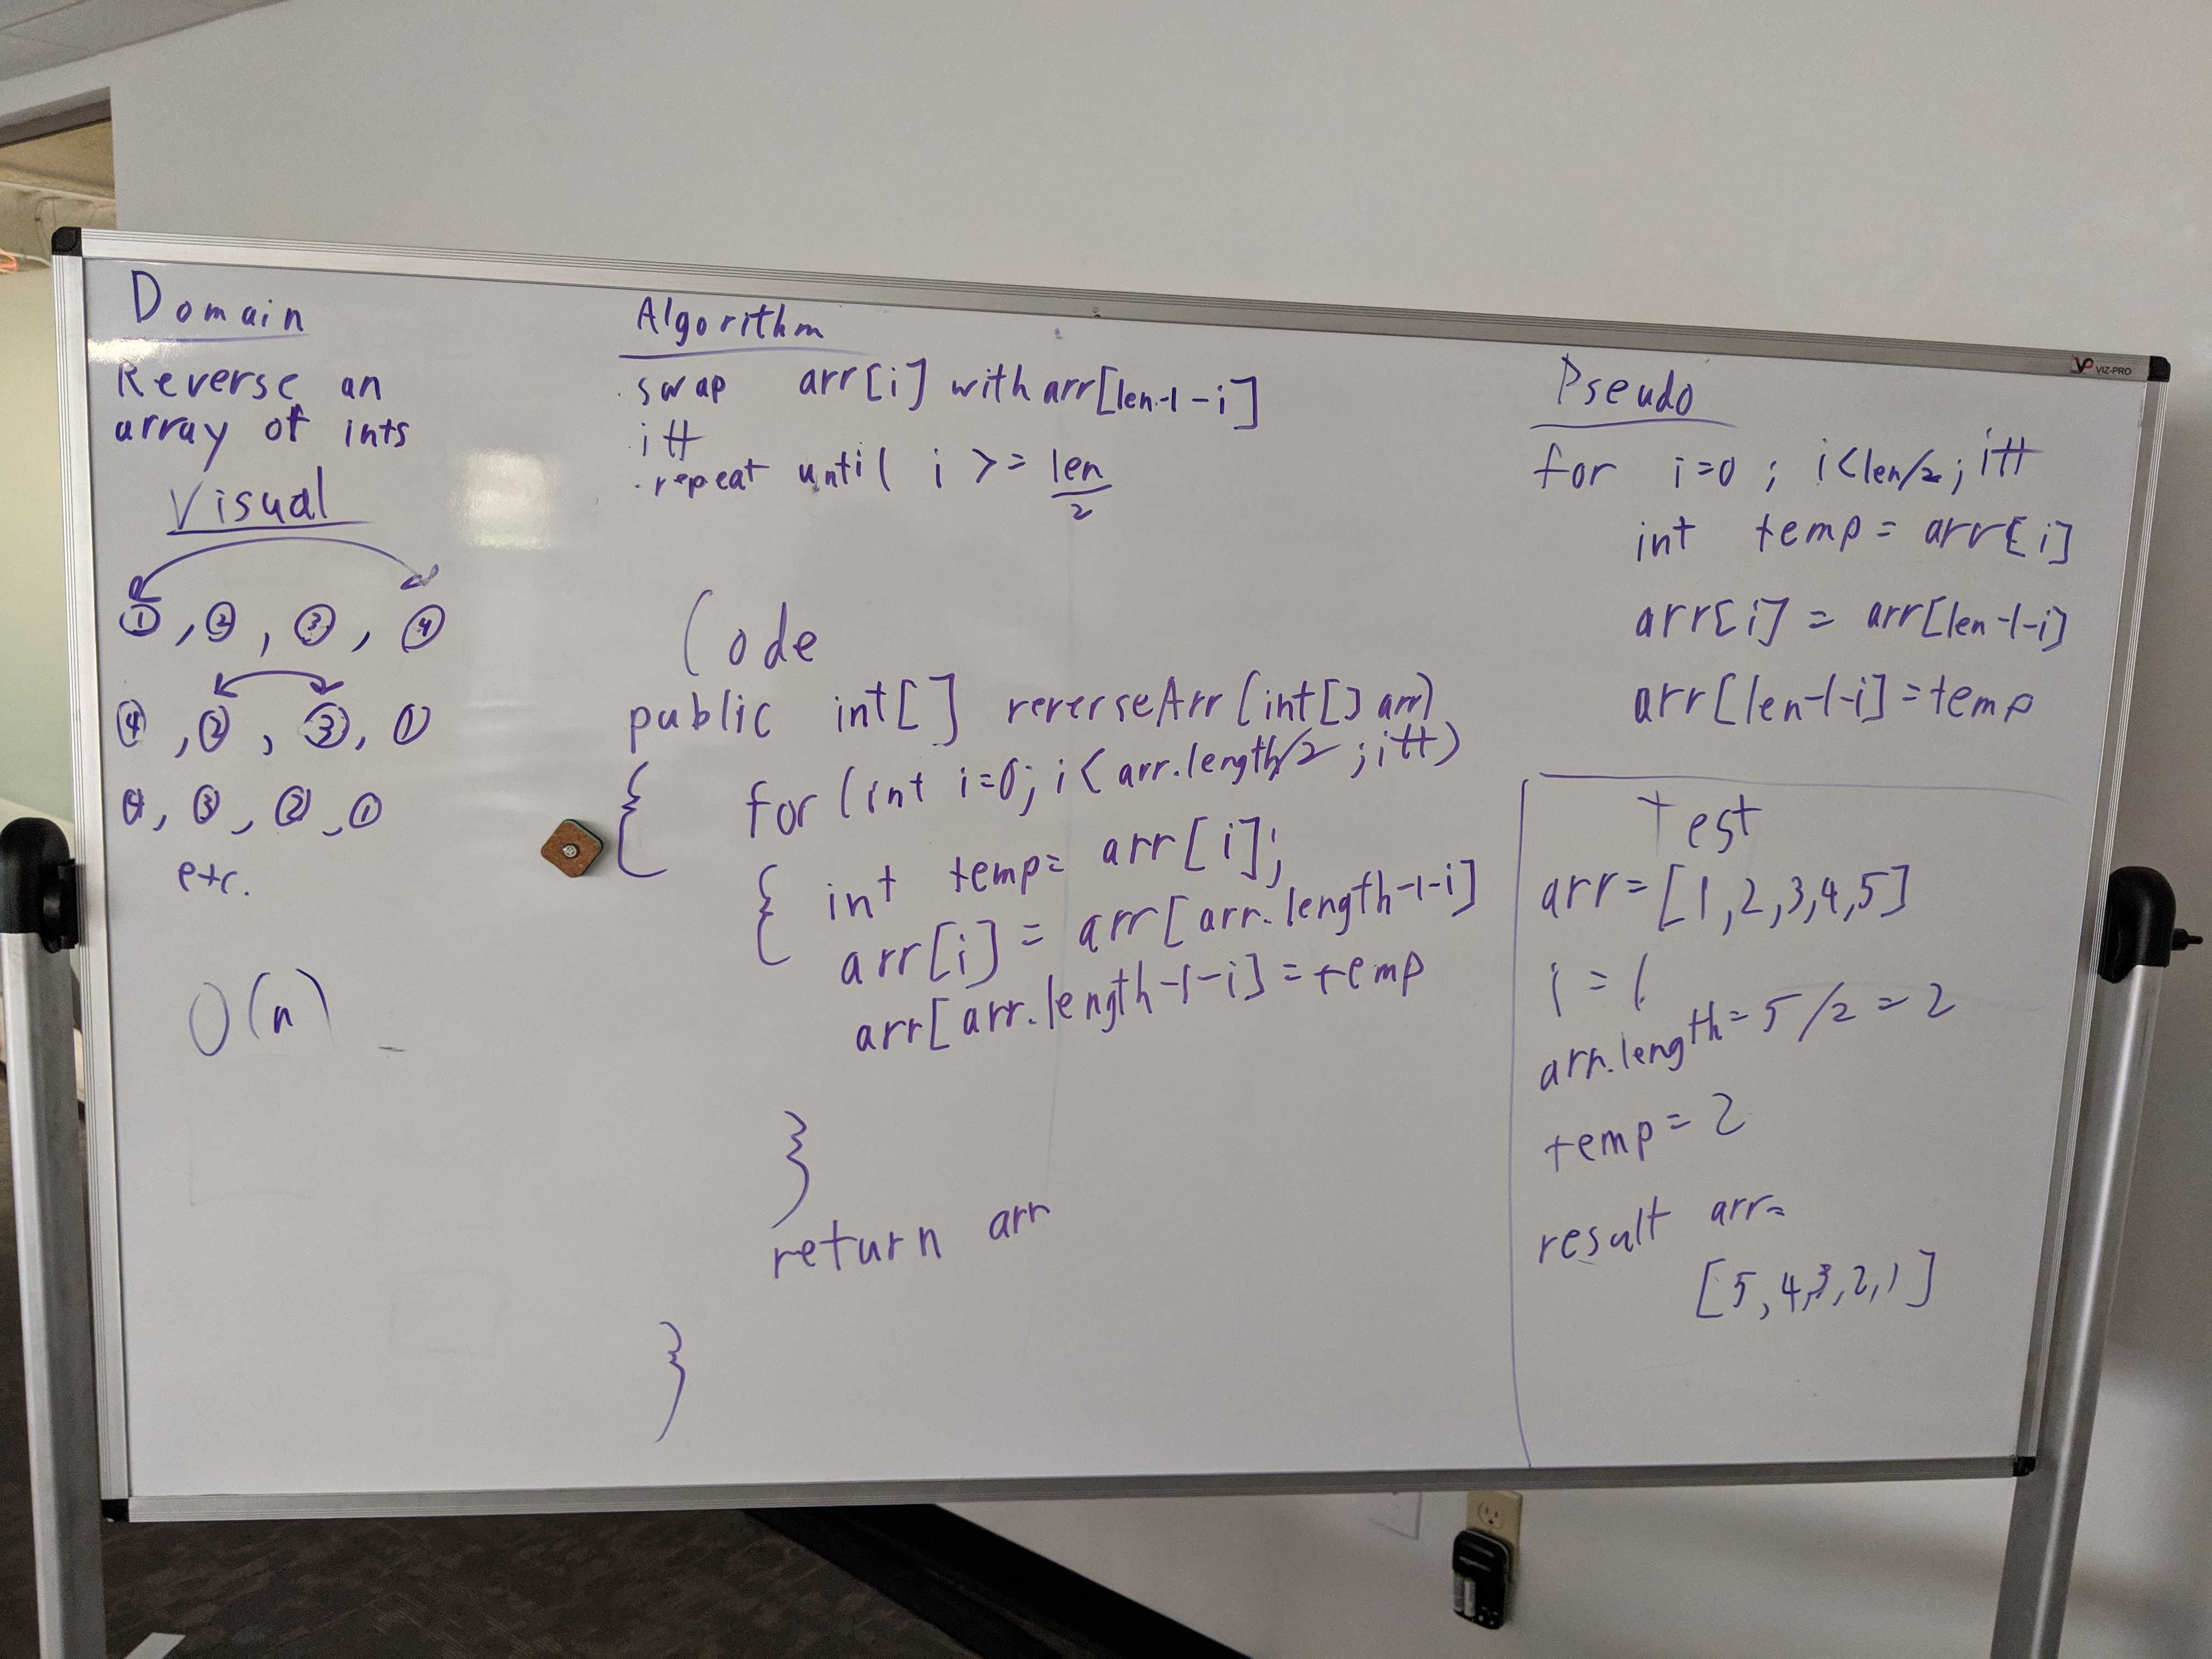 Domain
Reverse an
array of ints
Visual
1, 2, 3, 4
4, 2, 3, 1
4, 3, 2, 1
etc.
O(n)
Algorithm
· swap arr[i] with arr[len-1-i]
· i++
· repeat until i >= len/2
Code
public int[] reverseArr(int[] arr)
{ for(int i=0; i< arr.length/2 ; i++)
{ int temp= arr[i];
arr[i] = arr[arr.length-1-i]
arr[arr.length-1-i] = temp
}
return arr
}
Pseudo
for i=0 ; i<len/2 ; i++
int temp = arr[i]
arr[i] = arr[len-1-i]
arr[len-1-i] = temp
Test
arr = [1,2,3,4,5]
i = 1
arr.length = 5/2 = 2
temp = 2
result arr=
[5,4,3,2,1]
VP VIZ-PRO